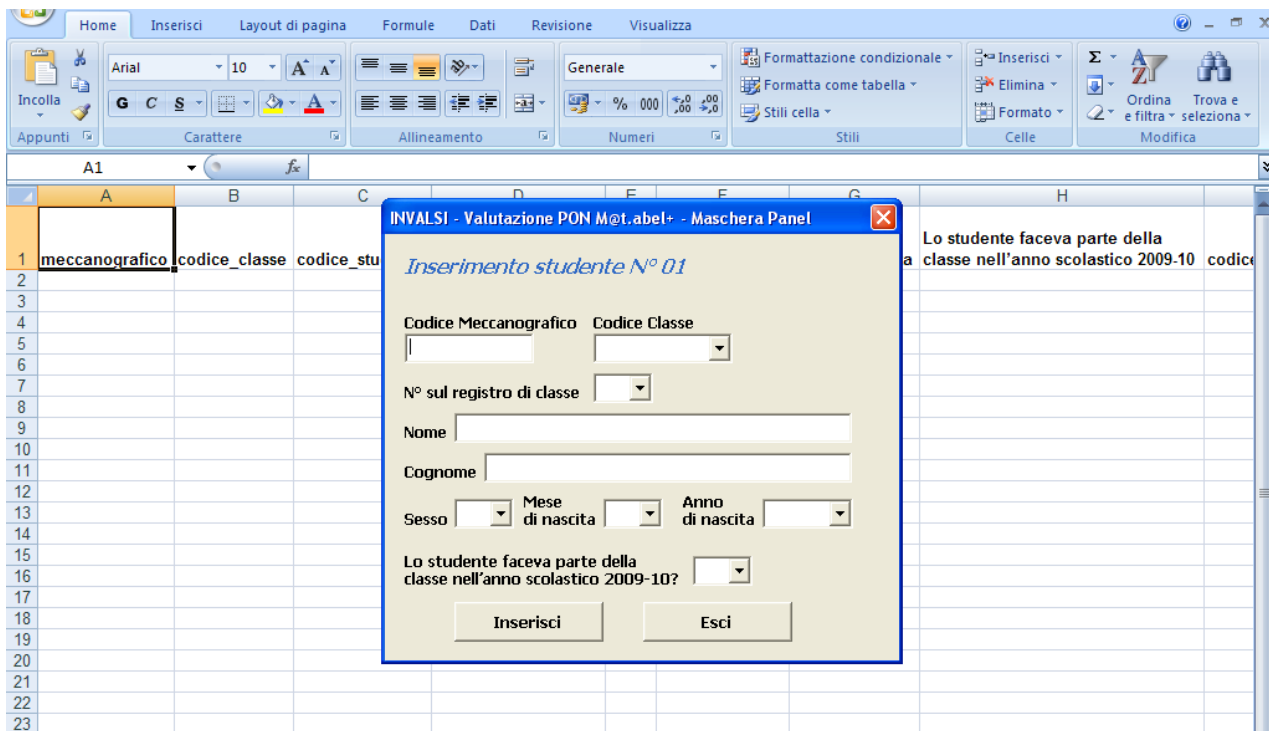 Home Inserisci Layout di pagina Formule Dati Revisione Visualizza
Arial 10 A A Generale Formattazione condizionale Inserisci Σ
Formatta come tabella Elimina
Incolla G C S A % 000 ,0 ,00 ,00 ,0 Stili cella Formato Ordina e filtra Trova e seleziona
Appunti Carattere Allineamento Numeri Stili Celle Modifica
A1 fx
A B C D E F G H
1 meccanografico codice_classe codice_stu a Lo studente faceva parte della
classe nell'anno scolastico 2009-10 codice
2
3
4
5
6
7
8
9
10
11
12
13
14
15
16
17
18
19
20
21
22
23
INVALSI - Valutazione PON M@t.abel+ - Maschera Panel
Inserimento studente N° 01
Codice Meccanografico Codice Classe
N° sul registro di classe
Nome
Cognome
Sesso Mese di nascita Anno di nascita
Lo studente faceva parte della
classe nell'anno scolastico 2009-10?
Inserisci Esci